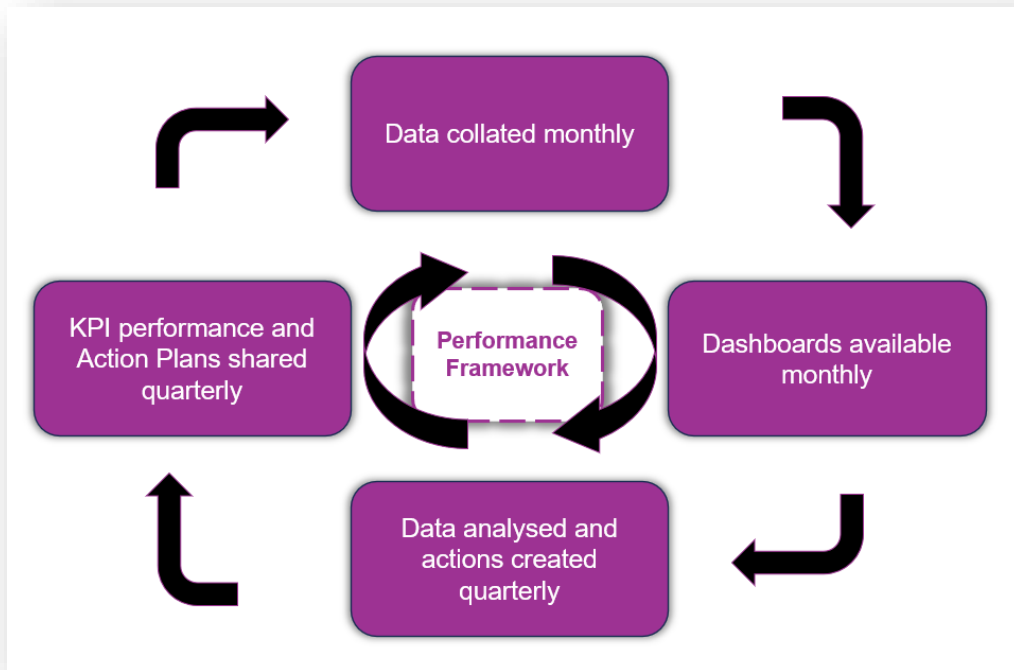 Data collated monthly
KPI performance and
Action Plans shared
quarterly
Performance
Framework
Dashboards available
monthly
Data analysed and
actions created
quarterly